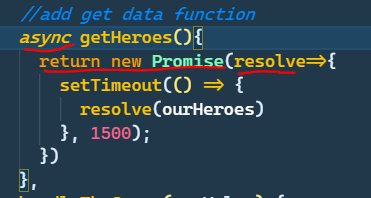 //add get data function
async getHeroes(){
return new Promise(resolve=>{
setTimeout(() => {
resolve(ourHeroes)
}, 1500);
})
},